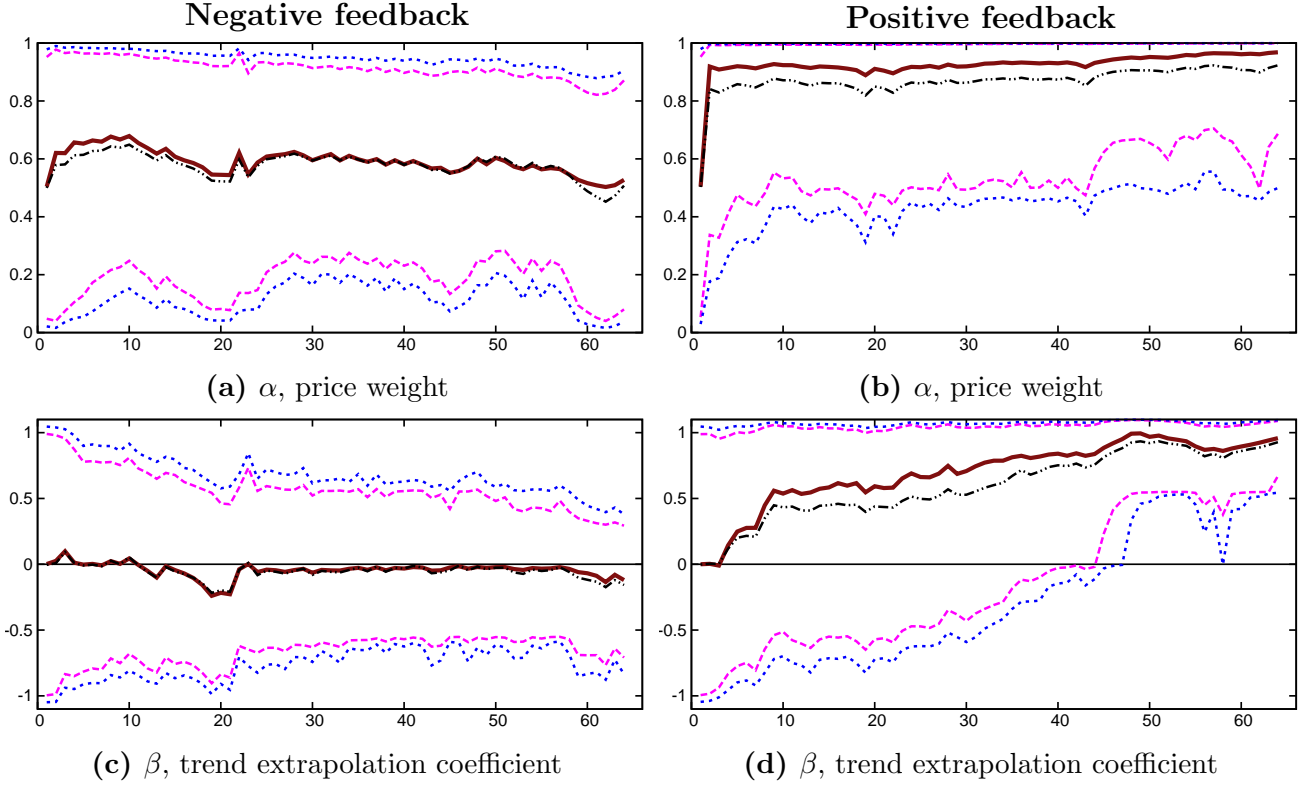 Negative feedback
Positive feedback
1
0.8
0.6
0.4
0.2
0
0 10 20 30 40 50 60
(a) α, price weight
1
0.8
0.6
0.4
0.2
0
0 10 20 30 40 50 60
(b) α, price weight
1
0.5
0
-0.5
-1
0 10 20 30 40 50 60
(c) β, trend extrapolation coefficient
1
0.5
0
-0.5
-1
0 10 20 30 40 50 60
(d) β, trend extrapolation coefficient